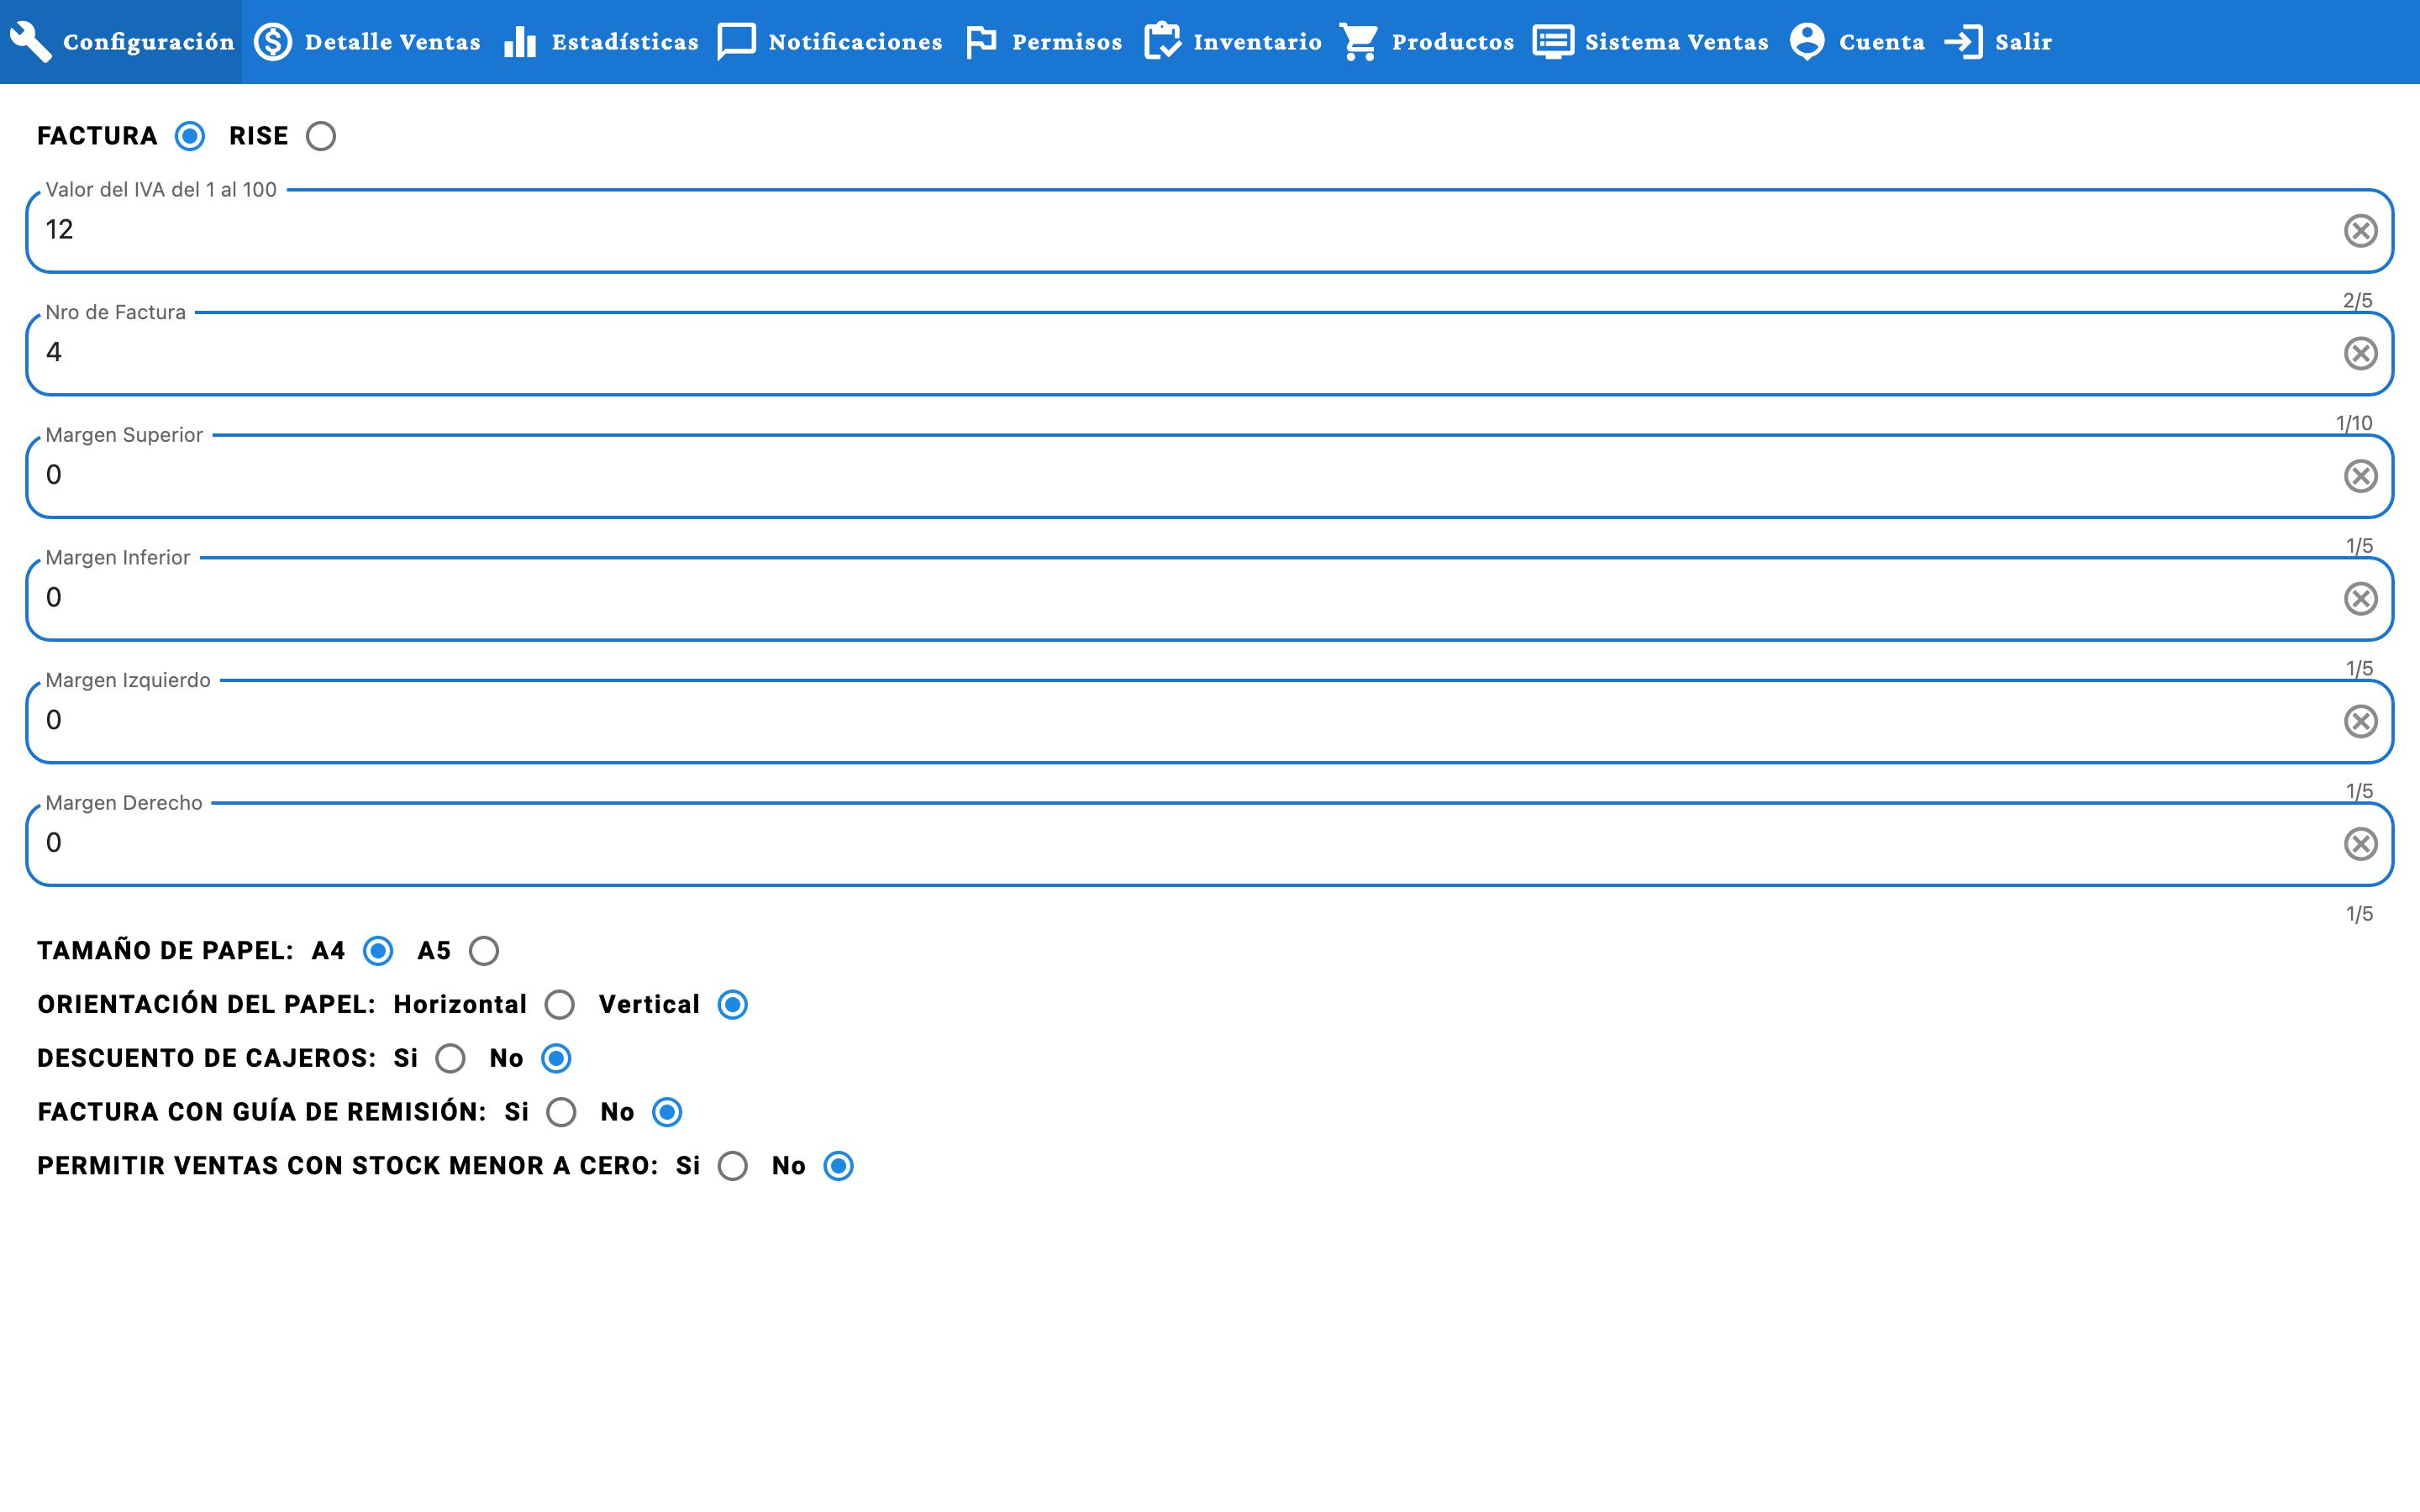 Configuración Detalle Ventas Estadísticas Notificaciones Permisos Inventario Productos Sistema Ventas Cuenta Salir
FACTURA RISE
Valor del IVA del 1 al 100
12
2/5
Nro de Factura
4
1/10
Margen Superior
0
1/5
Margen Inferior
0
1/5
Margen Izquierdo
0
1/5
Margen Derecho
0
1/5
TAMAÑO DE PAPEL: A4 A5
ORIENTACIÓN DEL PAPEL: Horizontal Vertical
DESCUENTO DE CAJEROS: Si No
FACTURA CON GUÍA DE REMISIÓN: Si No
PERMITIR VENTAS CON STOCK MENOR A CERO: Si No